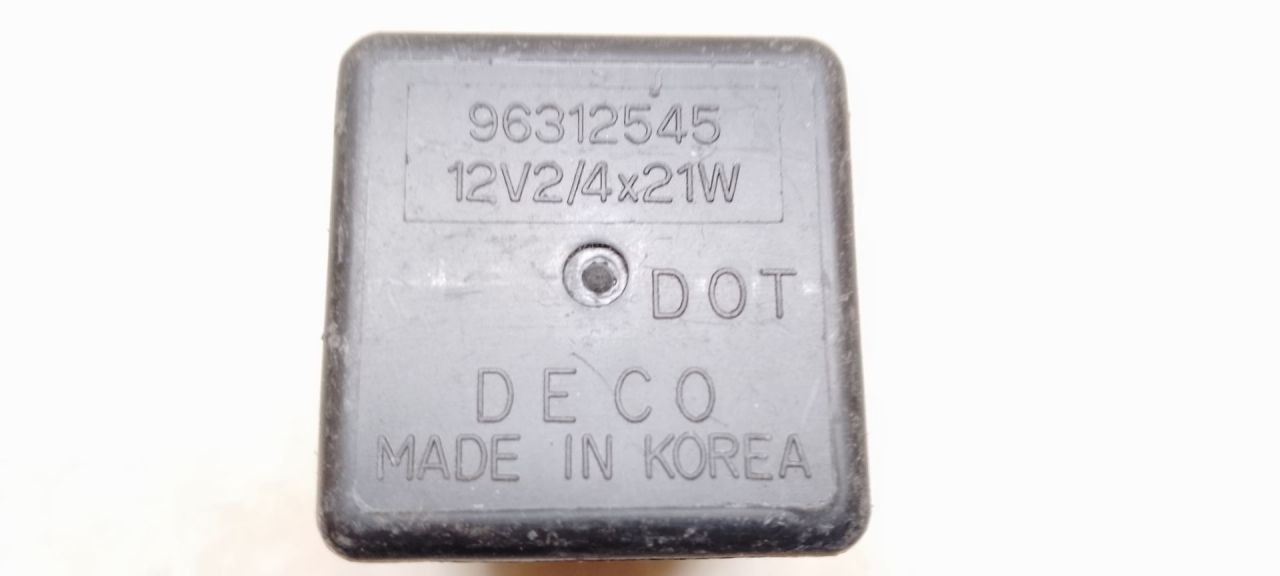 96312545
12V2/4x21W
DOT
DECO
MADE IN KOREA